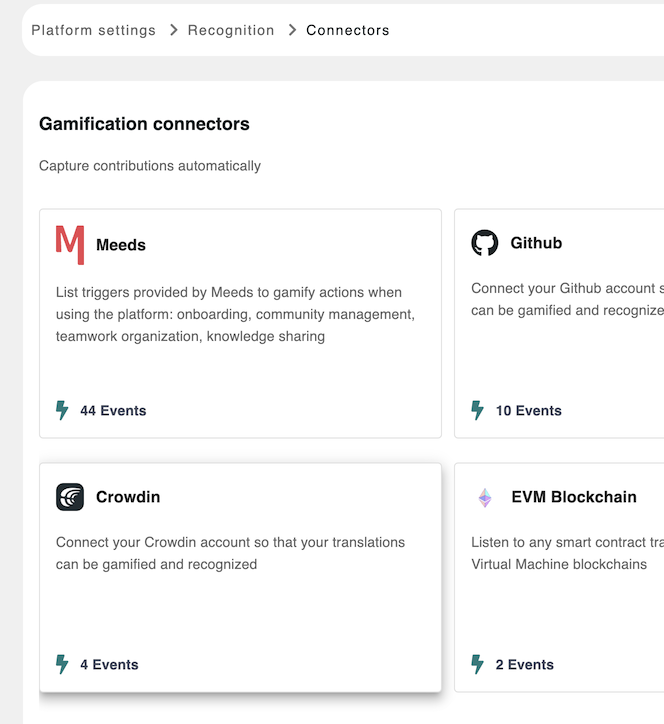 Platform settings > Recognition > Connectors
Gamification connectors
Capture contributions automatically
Meeds
List triggers provided by Meeds to gamify actions when
using the platform: onboarding, community management,
teamwork organization, knowledge sharing
44 Events
Github
Connect your Github account s
can be gamified and recognize
10 Events
Crowdin
Connect your Crowdin account so that your translations
can be gamified and recognized
4 Events
EVM Blockchain
Listen to any smart contract tra
Virtual Machine blockchains
2 Events